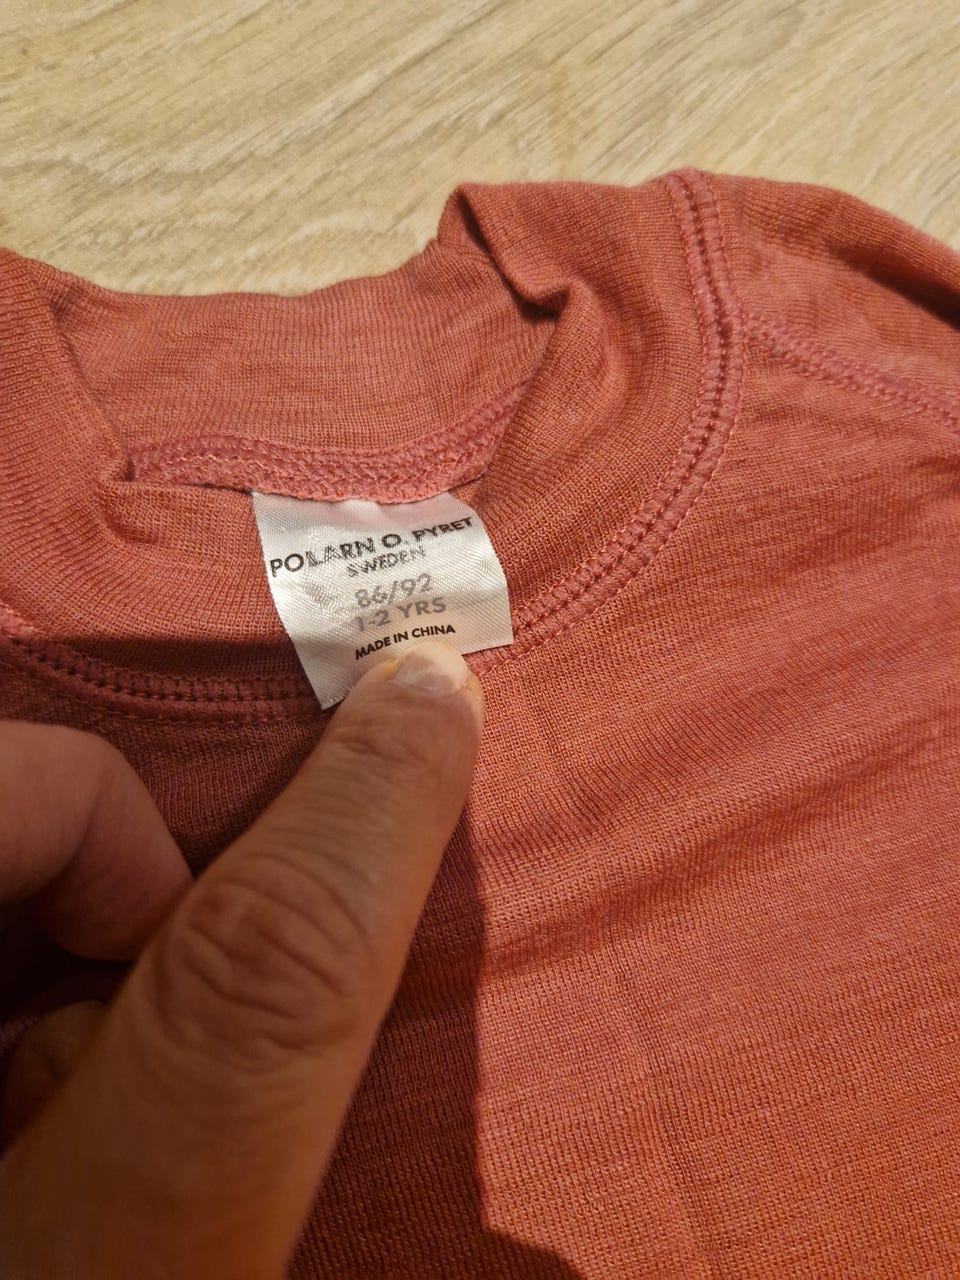 POLARN O. PYRET
SWEDEN
86/92
1-2 YRS
MADE IN CHINA